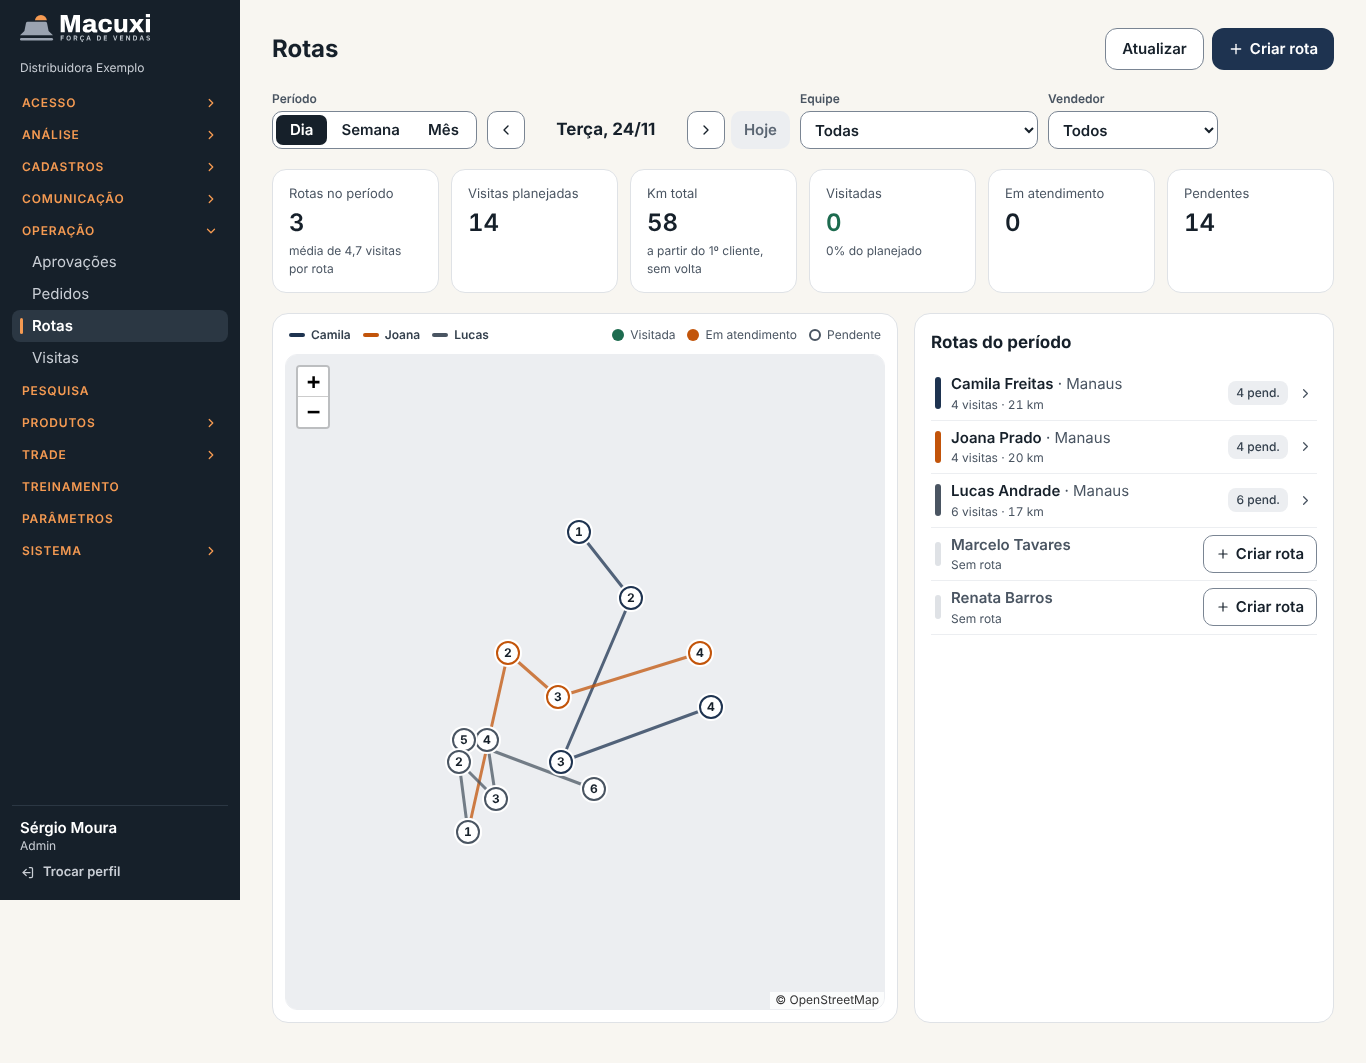 Macuxi
FORÇA DE VENDAS
Distribuidora Exemplo
ACESSO
ANÁLISE
CADASTROS
COMUNICAÇÃO
OPERAÇÃO
Aprovações
Pedidos
Rotas
Visitas
PESQUISA
PRODUTOS
TRADE
TREINAMENTO
PARÂMETROS
SISTEMA
Sérgio Moura
Admin
Trocar perfil
Rotas
Atualizar
+ Criar rota
Período
Dia Semana Mês
Terça, 24/11
Hoje
Equipe
Todas
Vendedor
Todos
Rotas no período
3
média de 4,7 visitas
por rota
Visitas planejadas
14
Km total
58
a partir do 1º cliente,
sem volta
Visitadas
0
0% do planejado
Em atendimento
0
Pendentes
14
Camila Joana Lucas
Visitada Em atendimento Pendente
+
−
1
2
2
4
3
4
5 4
2
3
6
3
1
© OpenStreetMap
Rotas do período
Camila Freitas · Manaus
4 visitas · 21 km
4 pend.
Joana Prado · Manaus
4 visitas · 20 km
4 pend.
Lucas Andrade · Manaus
6 visitas · 17 km
6 pend.
Marcelo Tavares
Sem rota
+ Criar rota
Renata Barros
Sem rota
+ Criar rota